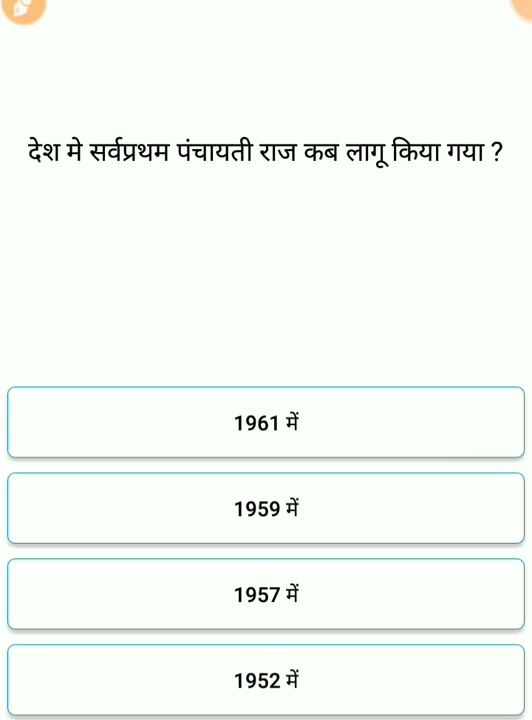 देश मे सर्वप्रथम पंचायती राज कब लागू किया गया ?
1961 में
1959 में
1957 में
1952 में